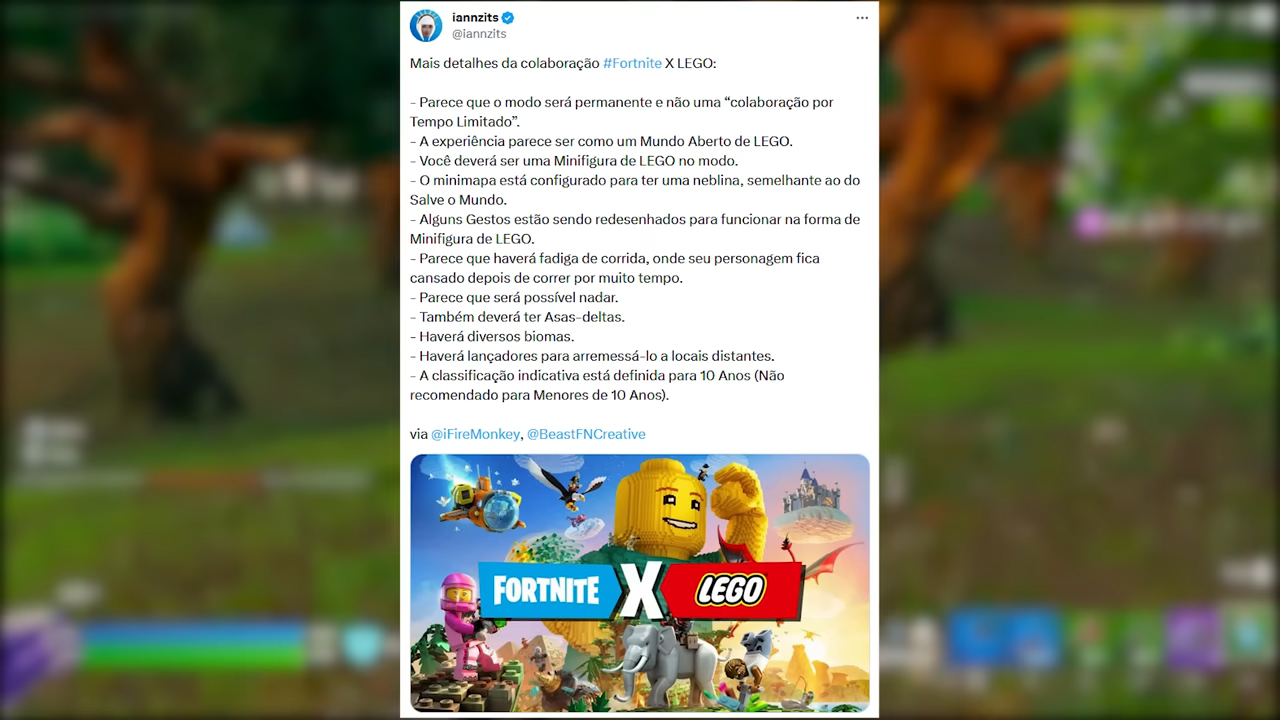 iannzits
@iannzits
Mais detalhes da colaboração #Fortnite X LEGO:
- Parece que o modo será permanente e não uma “colaboração por
Tempo Limitado”.
- A experiência parece ser como um Mundo Aberto de LEGO.
- Você deverá ser uma Minifigura de LEGO no modo.
- O minimapa está configurado para ter uma neblina, semelhante ao do
Salve o Mundo.
- Alguns Gestos estão sendo redesenhados para funcionar na forma de
Minifigura de LEGO.
- Parece que haverá fadiga de corrida, onde seu personagem fica
cansado depois de correr por muito tempo.
- Parece que será possível nadar.
- Também deverá ter Asas-deltas.
- Haverá diversos biomas.
- Haverá lançadores para arremessá-lo a locais distantes.
- A classificação indicativa está definida para 10 Anos (Não
recomendado para Menores de 10 Anos).
via @iFireMonkey, @BeastFNCreative
FORTNITE X LEGO